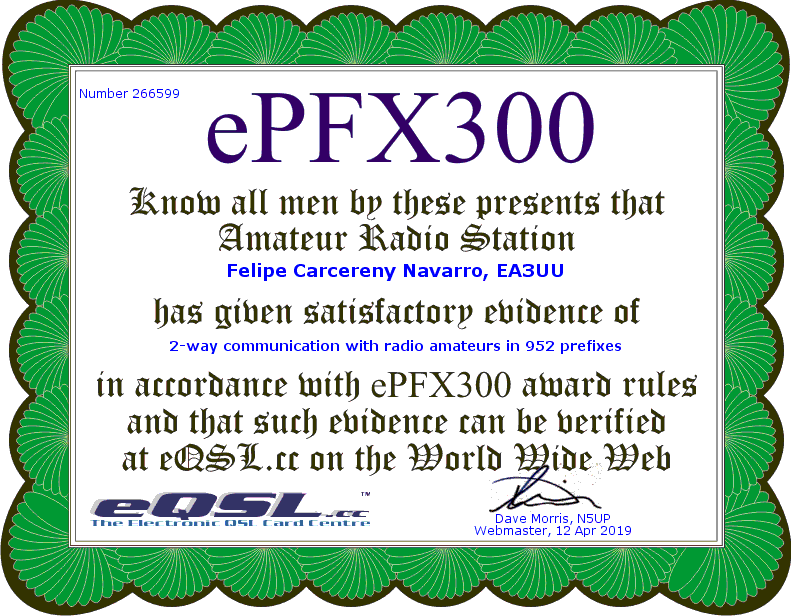 Number 266599
ePFX300
Know all men by these presents that
Amateur Radio Station
Felipe Carcereny Navarro, EA3UU
has given satisfactory evidence of
2-way communication with radio amateurs in 952 prefixes
in accordance with ePFX300 award rules
and that such evidence can be verified
at eQSL.cc on the World Wide Web
eQSL.cc™
The Electronic QSL Card Centre
Dave Morris, N5UP
Webmaster, 12 Apr 2019